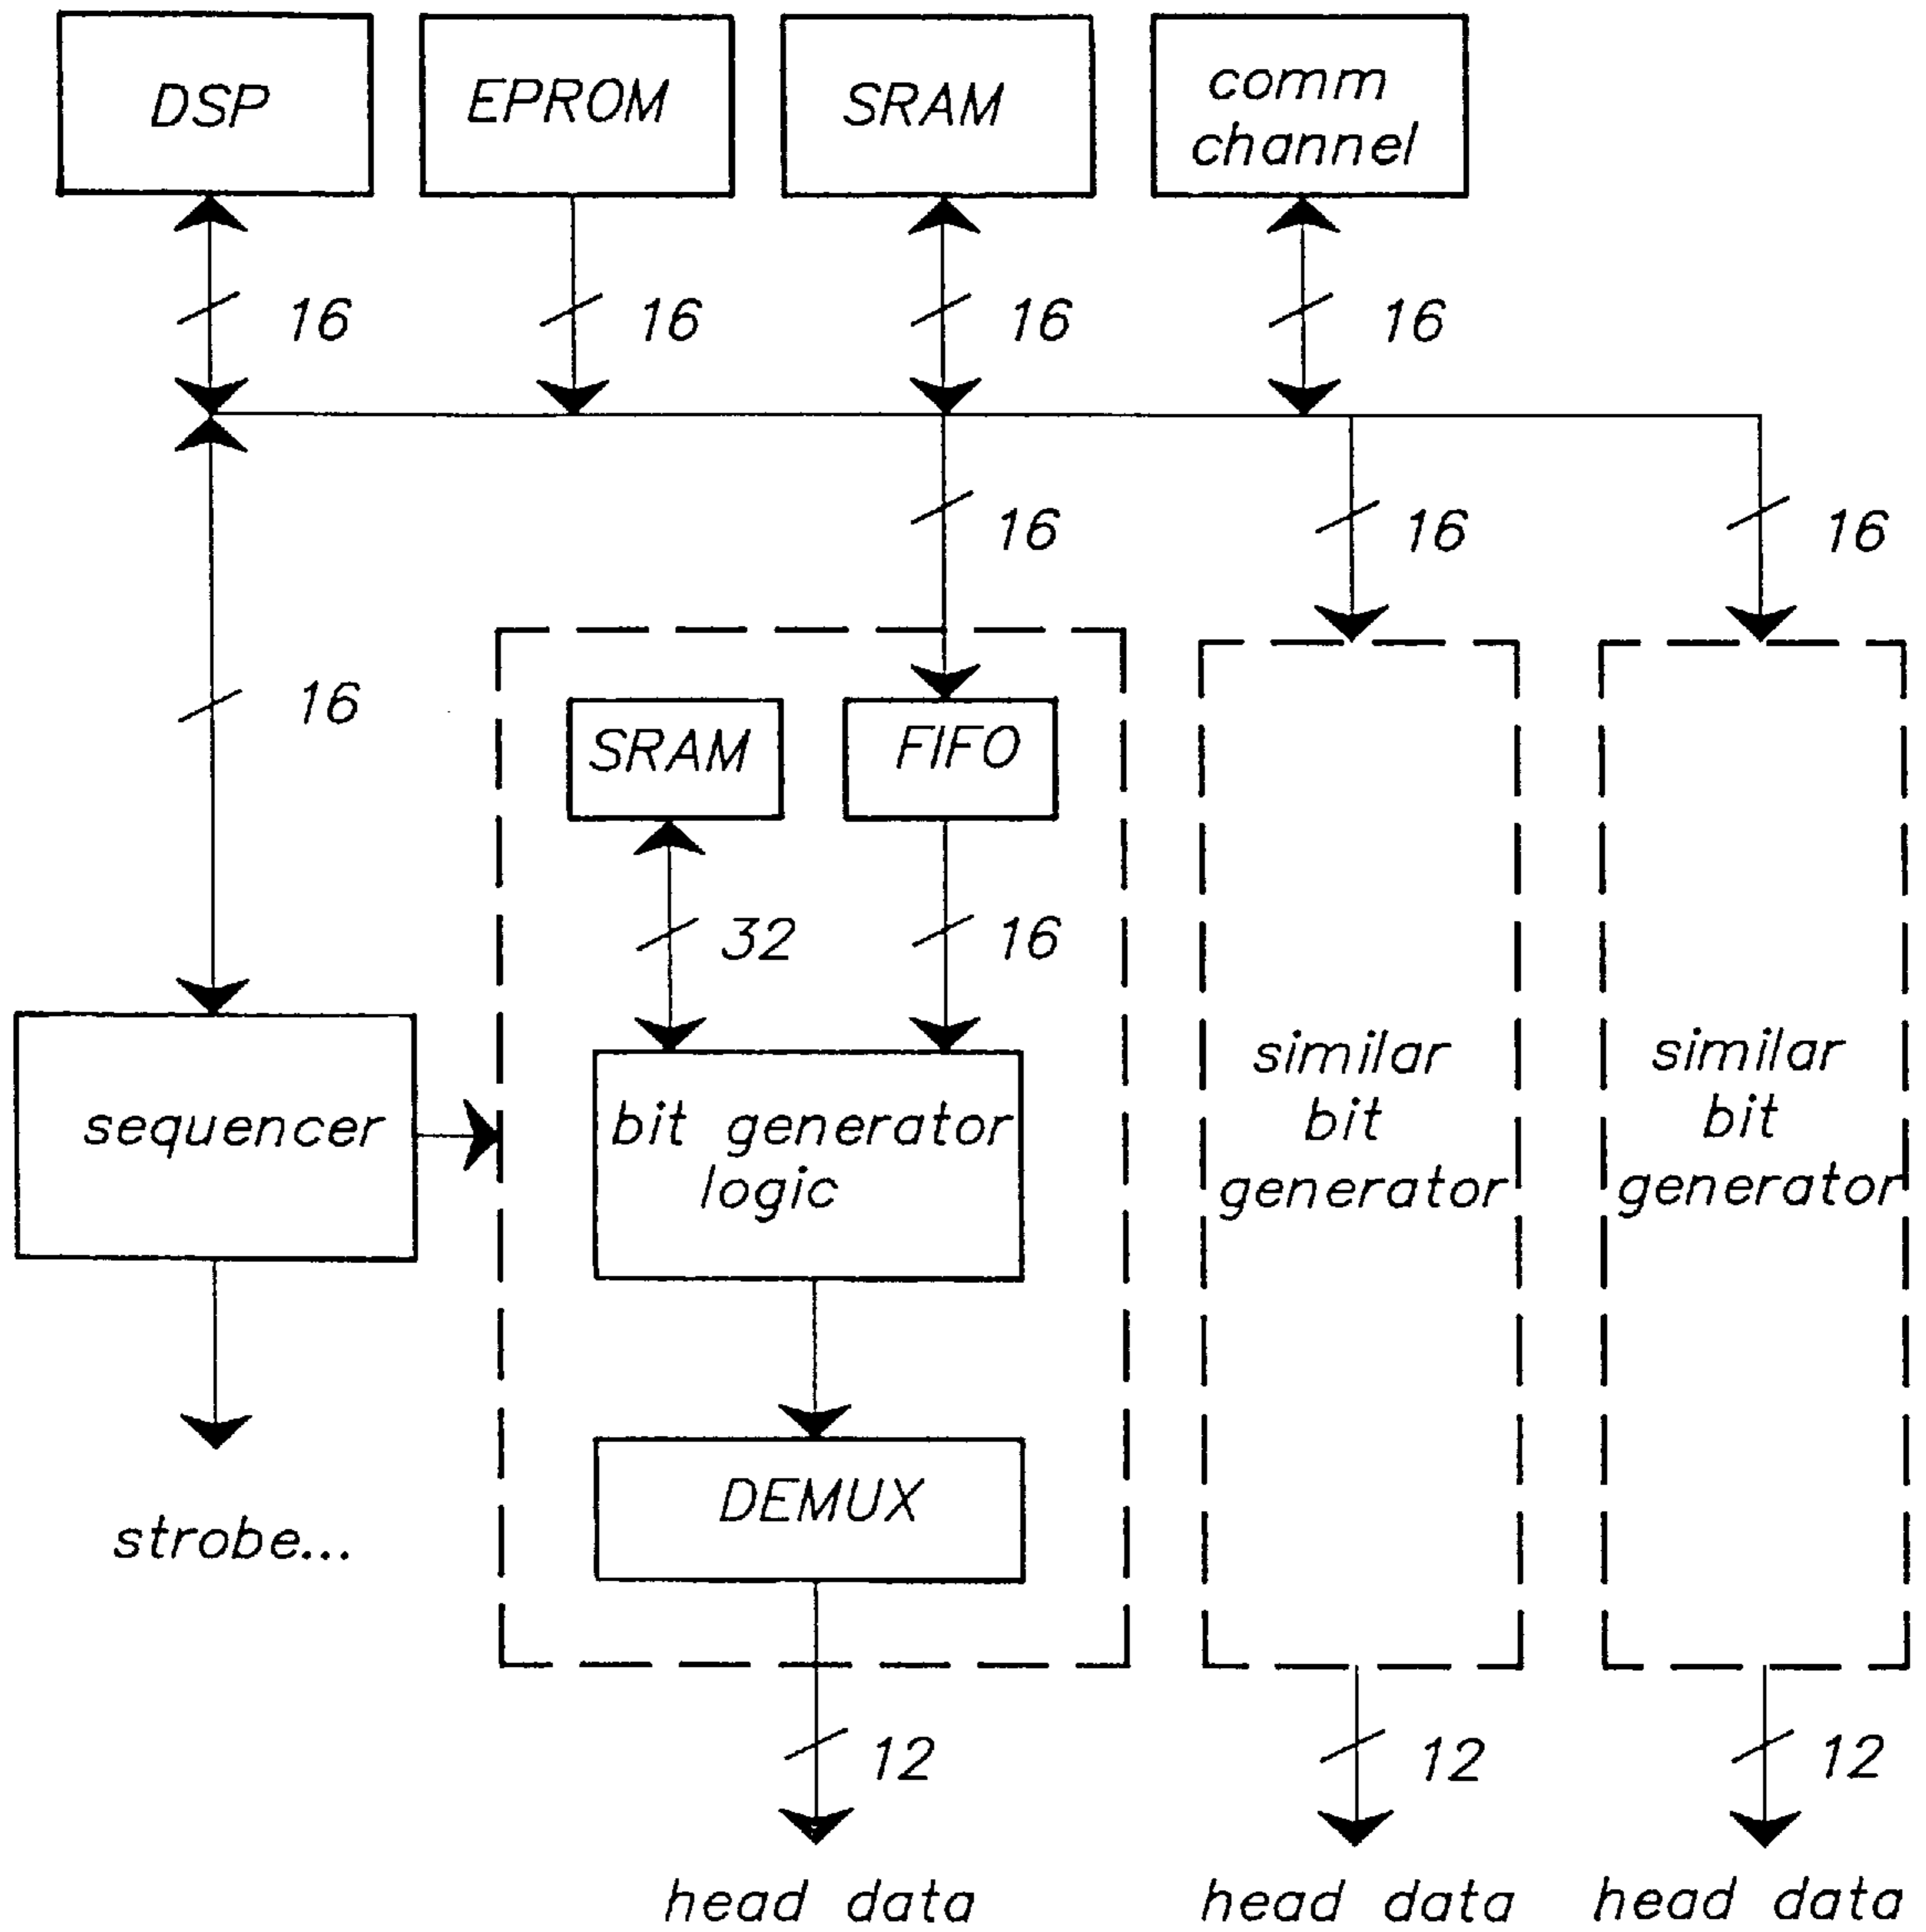 DSP
EPROM
SRAM
comm
channel
16
16
16
16
16
16
16
16
SRAM
FIFO
32
16
sequencer
bit generator
logic
similar
bit
generator
similar
bit
generator
DEMUX
strobe...
12
12
12
head data
head data
head data